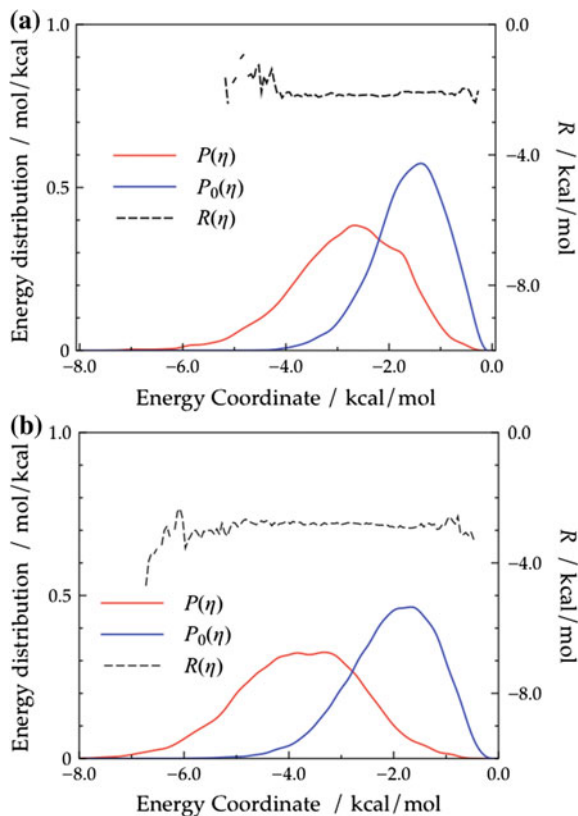 (a)
1.0
0.5
0
Energy distribution / mol/kcal
P(η)
P₀(η)
R(η)
0.0
−4.0
−8.0
R / kcal/mol
−8.0 −6.0 −4.0 −2.0 0.0
Energy Coordinate / kcal/mol
(b)
1.0
0.5
0
Energy distribution / mol/kcal
P(η)
P₀(η)
R(η)
0.0
−4.0
−8.0
R / kcal/mol
−8.0 −6.0 −4.0 −2.0 0.0
Energy Coordinate / kcal/mol